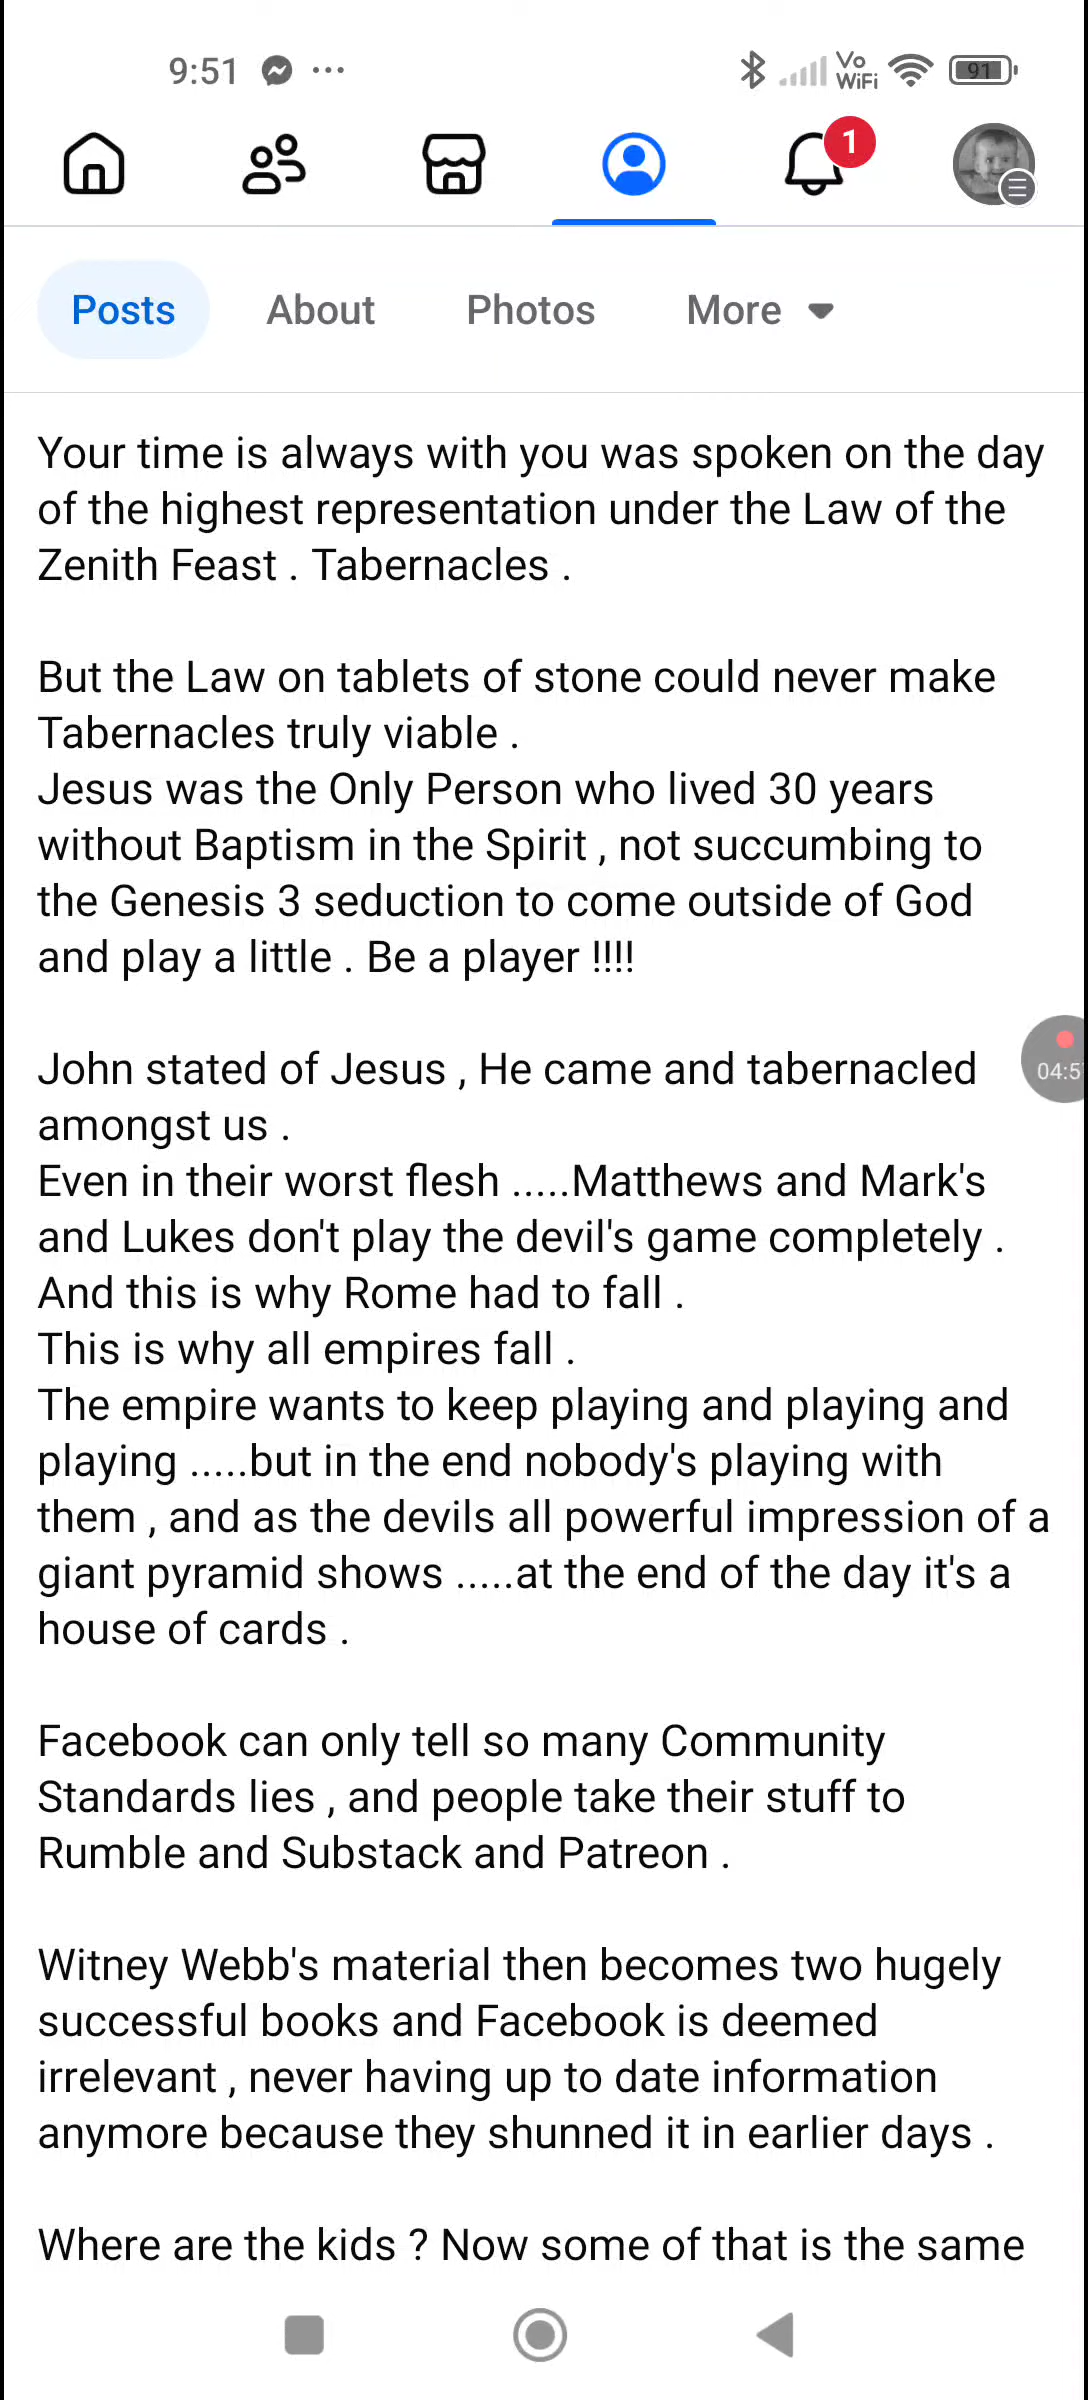 9:51
Vo
WiFi
91
1
Posts About Photos More
Your time is always with you was spoken on the day
of the highest representation under the Law of the
Zenith Feast . Tabernacles .
But the Law on tablets of stone could never make
Tabernacles truly viable .
Jesus was the Only Person who lived 30 years
without Baptism in the Spirit , not succumbing to
the Genesis 3 seduction to come outside of God
and play a little . Be a player !!!!
John stated of Jesus , He came and tabernacled
amongst us .
Even in their worst flesh .....Matthews and Mark's
and Lukes don't play the devil's game completely .
And this is why Rome had to fall .
This is why all empires fall .
The empire wants to keep playing and playing and
playing .....but in the end nobody's playing with
them , and as the devils all powerful impression of a
giant pyramid shows .....at the end of the day it's a
house of cards .
Facebook can only tell so many Community
Standards lies , and people take their stuff to
Rumble and Substack and Patreon .
Witney Webb's material then becomes two hugely
successful books and Facebook is deemed
irrelevant , never having up to date information
anymore because they shunned it in earlier days .
Where are the kids ? Now some of that is the same